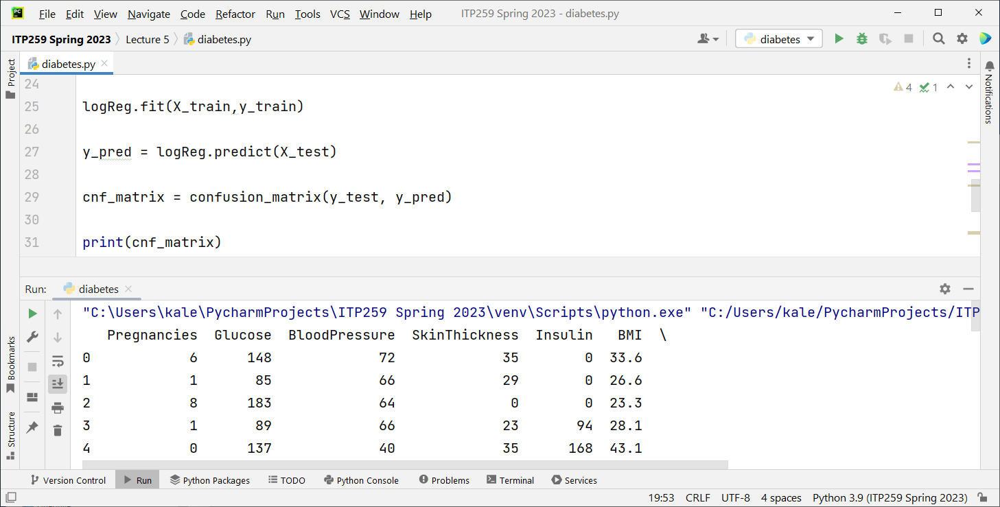 PC File Edit View Navigate Code Refactor Run Tools VCS Window Help ITP259 Spring 2023 - diabetes.py
ITP259 Spring 2023 Lecture 5 diabetes.py diabetes
Project
diabetes.py
Notifications
4 1
24
25 logReg.fit(X_train,y_train)
26
27 y_pred = logReg.predict(X_test)
28
29 cnf_matrix = confusion_matrix(y_test, y_pred)
30
31 print(cnf_matrix)
Run: diabetes
"C:\Users\kale\PycharmProjects\ITP259 Spring 2023\venv\Scripts\python.exe" "C:/Users/kale/PycharmProjects/ITP
Pregnancies Glucose BloodPressure SkinThickness Insulin BMI \
0 6 148 72 35 0 33.6
1 1 85 66 29 0 26.6
2 8 183 64 0 0 23.3
3 1 89 66 23 94 28.1
4 0 137 40 35 168 43.1
Bookmarks
Structure
Version Control Run Python Packages TODO Python Console Problems Terminal Services
19:53 CRLF UTF-8 4 spaces Python 3.9 (ITP259 Spring 2023)